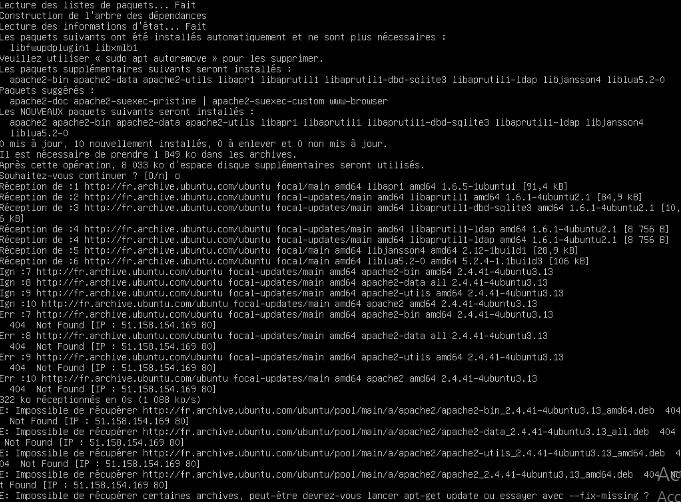 Lecture des listes de paquets... Fait
Construction de l'arbre des dépendances
Lecture des informations d'état... Fait
Les paquets suivants ont été installés automatiquement et ne sont plus nécessaires :
libfwupdplugin1 libxmlb1
Veuillez utiliser « sudo apt autoremove » pour les supprimer.
Les paquets supplémentaires suivants seront installés :
apache2-bin apache2-data apache2-utils libapr1 libaprutil1 libaprutil1-dbd-sqlite3 libaprutil1-ldap libjansson4 liblua5.2-0
Paquets suggérés :
apache2-doc apache2-suexec-pristine | apache2-suexec-custom www-browser
Les NOUVEAUX paquets suivants seront installés :
apache2 apache2-bin apache2-data apache2-utils libapr1 libaprutil1 libaprutil1-dbd-sqlite3 libaprutil1-ldap libjansson4
liblua5.2-0
0 mis à jour, 10 nouvellement installés, 0 à enlever et 0 non mis à jour.
Il est nécessaire de prendre 1 849 ko dans les archives.
Après cette opération, 8 033 ko d'espace disque supplémentaires seront utilisés.
Souhaitez-vous continuer ? [O/n] o
Réception de :1 http://fr.archive.ubuntu.com/ubuntu focal/main amd64 libapr1 amd64 1.6.5-1ubuntu1 [91,4 kB]
Réception de :2 http://fr.archive.ubuntu.com/ubuntu focal-updates/main amd64 libaprutil1 amd64 1.6.1-4ubuntu2.1 [84,9 kB]
Réception de :3 http://fr.archive.ubuntu.com/ubuntu focal-updates/main amd64 libaprutil1-dbd-sqlite3 amd64 1.6.1-4ubuntu2.1 [10,
6 kB]
Réception de :4 http://fr.archive.ubuntu.com/ubuntu focal-updates/main amd64 libaprutil1-ldap amd64 1.6.1-4ubuntu2.1 [8 756 B]
Réception de :4 http://fr.archive.ubuntu.com/ubuntu focal-updates/main amd64 libaprutil1-ldap amd64 1.6.1-4ubuntu2.1 [8 756 B]
Réception de :5 http://fr.archive.ubuntu.com/ubuntu focal/main amd64 libjansson4 amd64 2.12-1build1 [28,9 kB]
Réception de :6 http://fr.archive.ubuntu.com/ubuntu focal/main amd64 liblua5.2-0 amd64 5.2.4-1.1build3 [106 kB]
Ign :7 http://fr.archive.ubuntu.com/ubuntu focal-updates/main amd64 apache2-bin amd64 2.4.41-4ubuntu3.13
Ign :8 http://fr.archive.ubuntu.com/ubuntu focal-updates/main amd64 apache2-data all 2.4.41-4ubuntu3.13
Ign :9 http://fr.archive.ubuntu.com/ubuntu focal-updates/main amd64 apache2-utils amd64 2.4.41-4ubuntu3.13
Ign :10 http://fr.archive.ubuntu.com/ubuntu focal-updates/main amd64 apache2 amd64 2.4.41-4ubuntu3.13
Err :7 http://fr.archive.ubuntu.com/ubuntu focal-updates/main amd64 apache2-bin amd64 2.4.41-4ubuntu3.13
404 Not Found [IP : 51.158.154.169 80]
Err :8 http://fr.archive.ubuntu.com/ubuntu focal-updates/main amd64 apache2-data all 2.4.41-4ubuntu3.13
404 Not Found [IP : 51.158.154.169 80]
Err :9 http://fr.archive.ubuntu.com/ubuntu focal-updates/main amd64 apache2-utils amd64 2.4.41-4ubuntu3.13
404 Not Found [IP : 51.158.154.169 80]
Err :10 http://fr.archive.ubuntu.com/ubuntu focal-updates/main amd64 apache2 amd64 2.4.41-4ubuntu3.13
404 Not Found [IP : 51.158.154.169 80]
322 ko réceptionnés en 0s (1 088 ko/s)
E: Impossible de récupérer http://fr.archive.ubuntu.com/ubuntu/pool/main/a/apache2/apache2-bin_2.4.41-4ubuntu3.13_amd64.deb 404
Not Found [IP : 51.158.154.169 80]
E: Impossible de récupérer http://fr.archive.ubuntu.com/ubuntu/pool/main/a/apache2/apache2-data_2.4.41-4ubuntu3.13_all.deb 404
Not Found [IP : 51.158.154.169 80]
E: Impossible de récupérer http://fr.archive.ubuntu.com/ubuntu/pool/main/a/apache2/apache2-utils_2.4.41-4ubuntu3.13_amd64.deb 4
04 Not Found [IP : 51.158.154.169 80]
E: Impossible de récupérer http://fr.archive.ubuntu.com/ubuntu/pool/main/a/apache2/apache2_2.4.41-4ubuntu3.13_amd64.deb 404
t Found [IP : 51.158.154.169 80]
E: Impossible de récupérer certaines archives, peut-être devrez-vous lancer apt-get update ou essayer avec --fix-missing ?